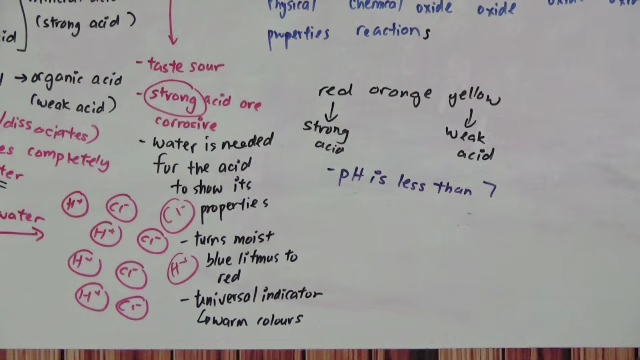 (strong acid)
Physical Chemical oxide oxide
properties reactions
→ organic acid
(weak acid)
/dissociates)
es completely
water
- taste sour
- strong acid are
corrocive
- water is needed
for the acid
to show its
properties
- turns moist
blue litmus to
red
- universal indicator
↳ warm colours
red orange yellow
↓ ↓
strong weak
acid acid
- pH is less than 7
H⁺ Cl⁻ Cl⁻
H⁺ Cl⁻
H⁺ Cl⁻ H⁺
H⁺ Cl⁻